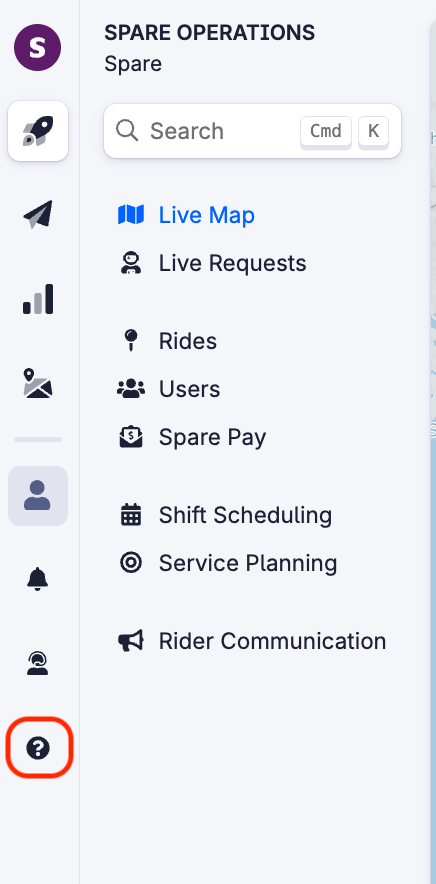 S
SPARE OPERATIONS
Spare
Search
Cmd
K
Live Map
Live Requests
Rides
Users
$
Spare Pay
Shift Scheduling
Service Planning
Rider Communication
?